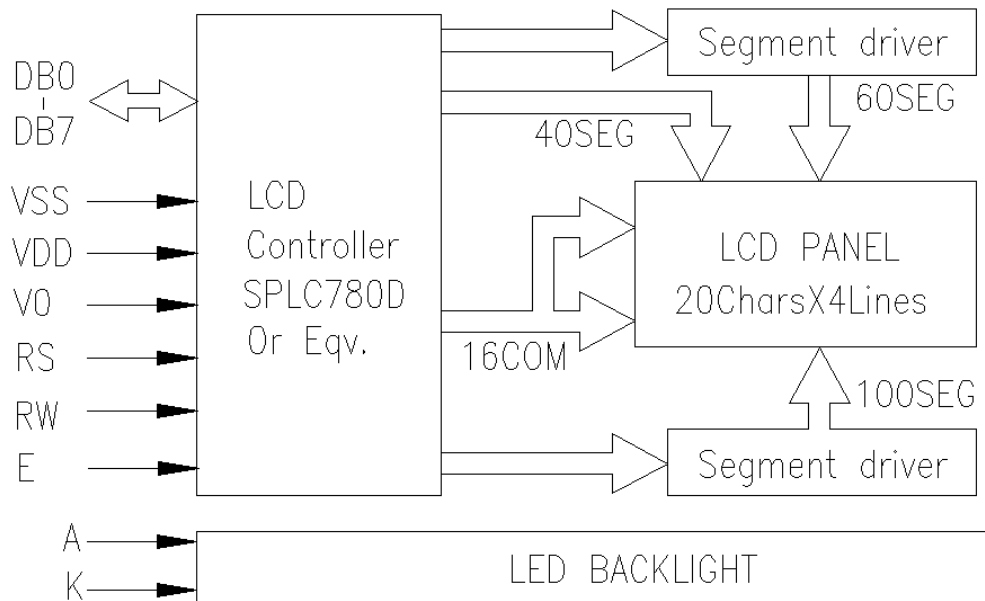 DB0
-
DB7
VSS
VDD
V0
RS
RW
E
A
K
LCD
Controller
SPLC780D
Or Eqv.
Segment driver
60SEG
40SEG
LCD PANEL
20CharsX4Lines
16COM
100SEG
Segment driver
LED BACKLIGHT